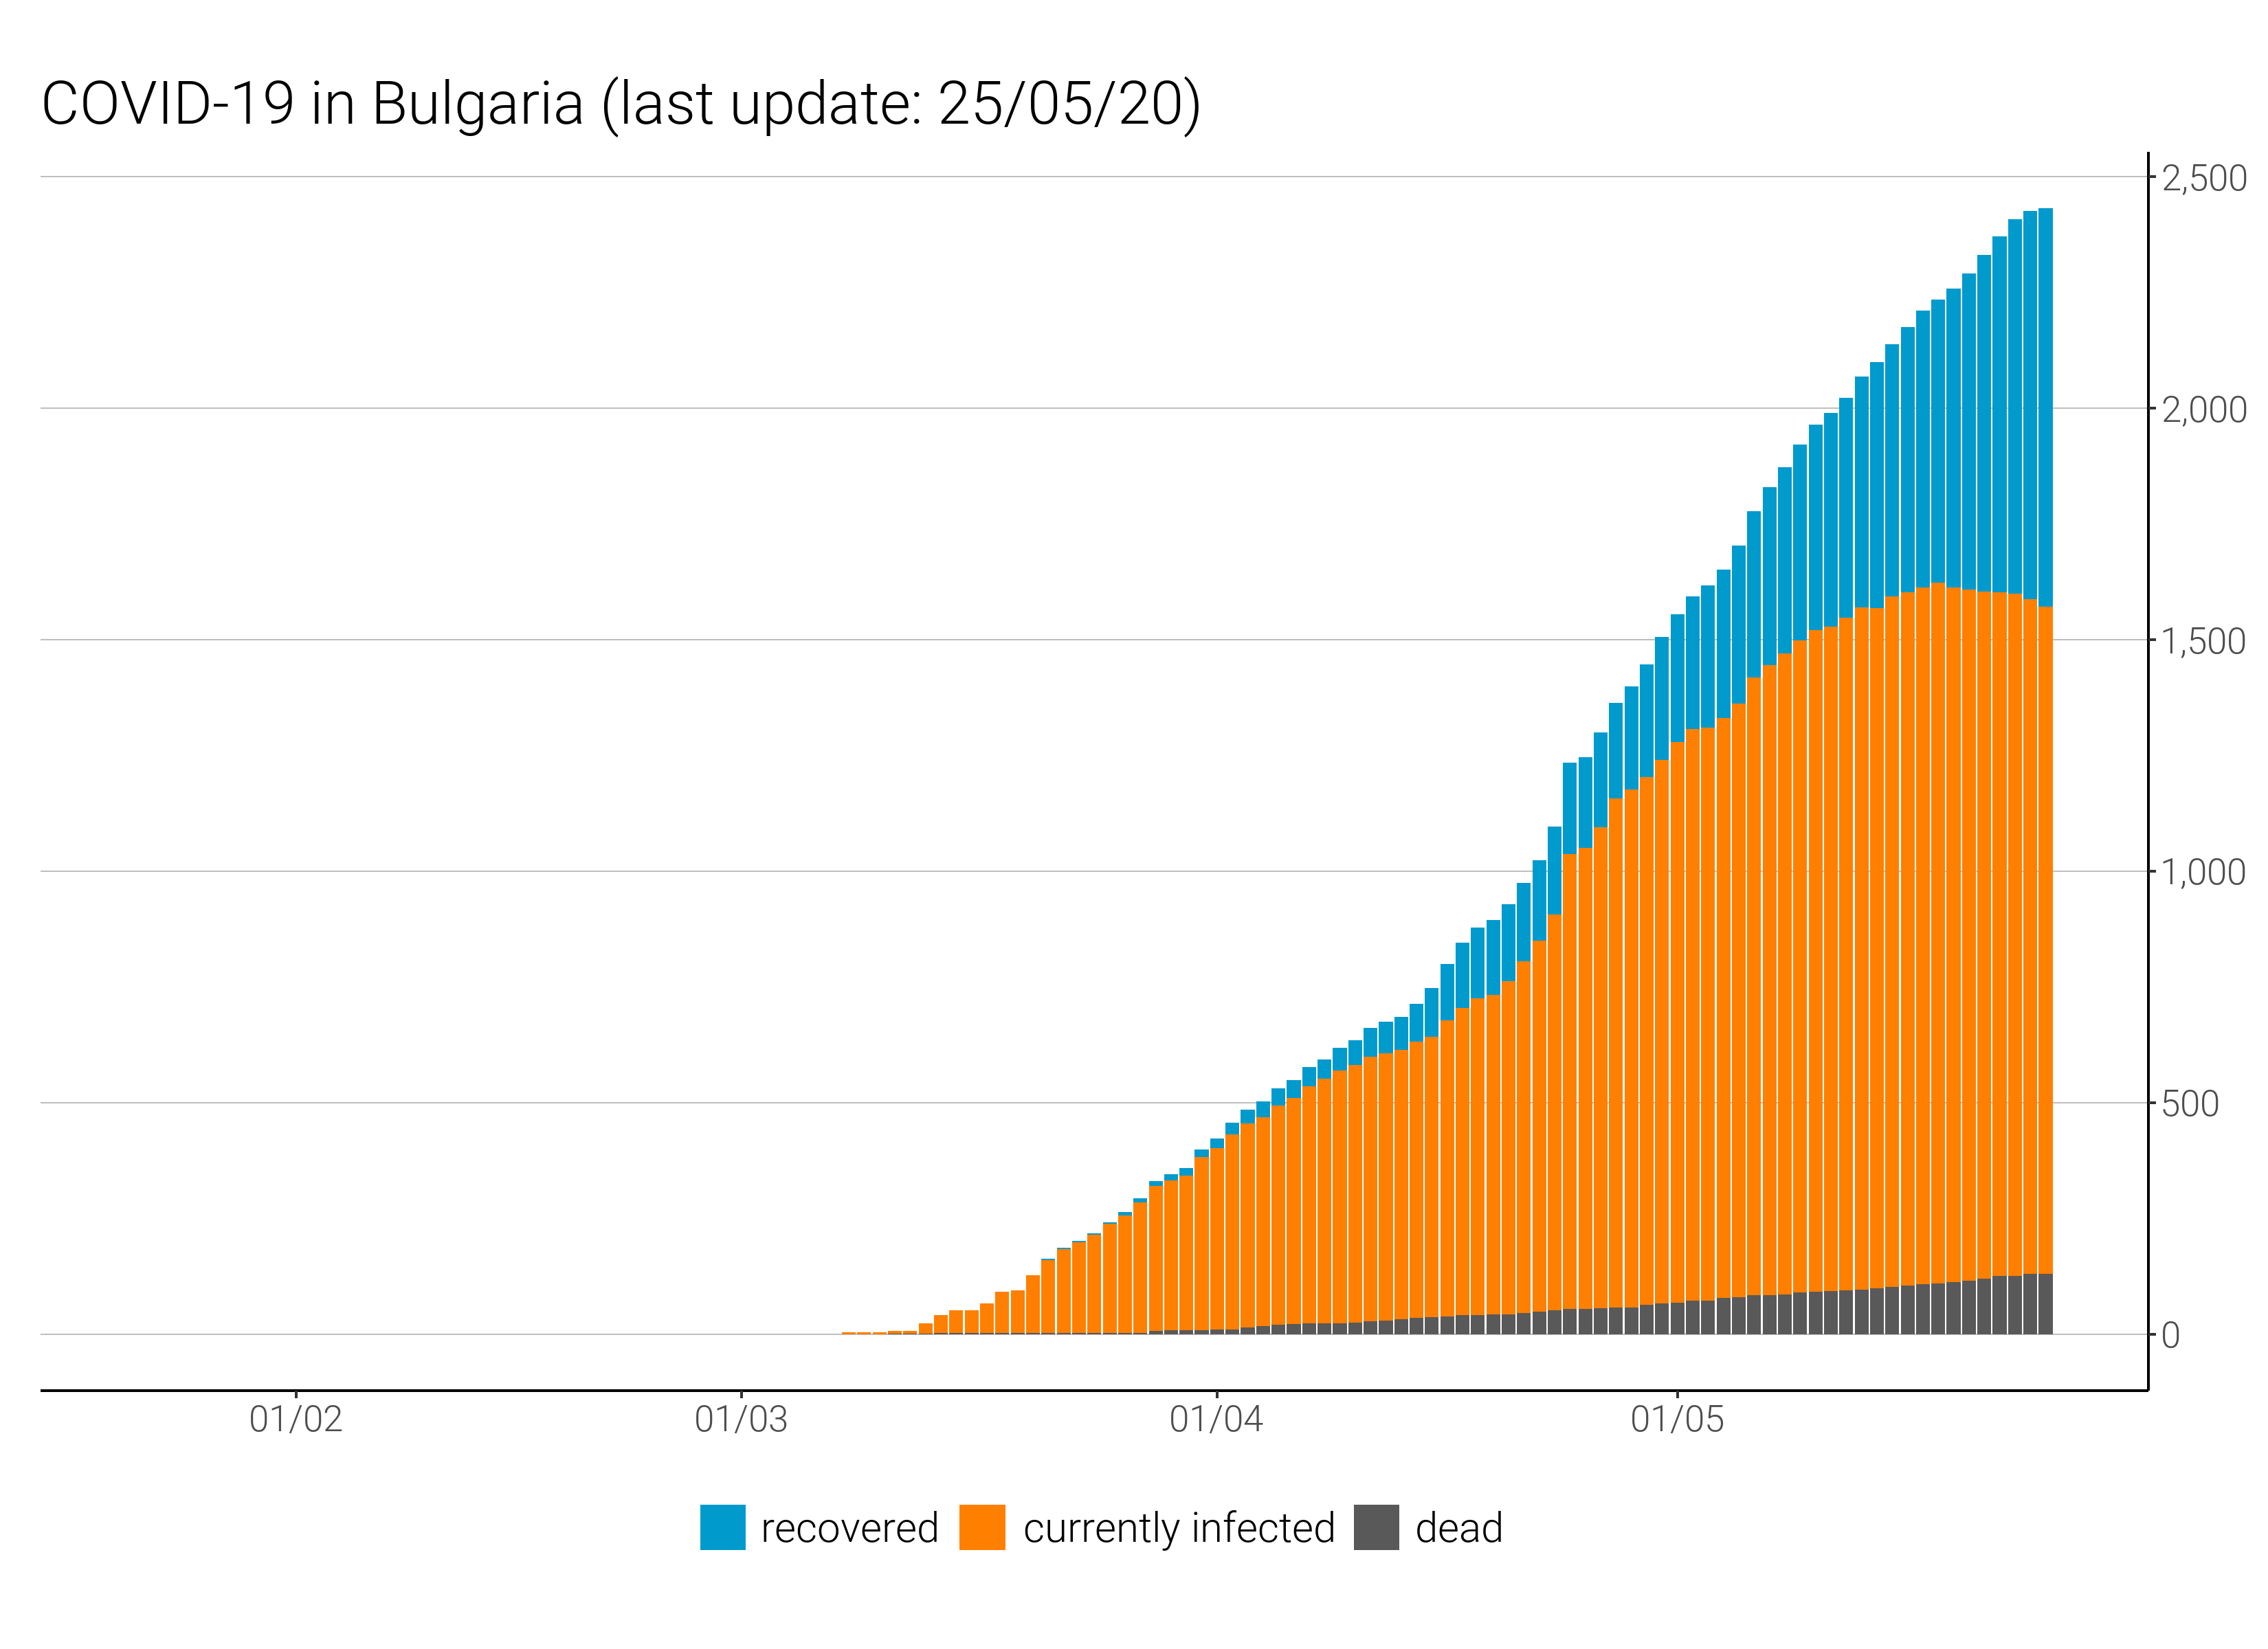 COVID-19 in Bulgaria (last update: 25/05/20)
2,500
2,000
1,500
1,000
500
0
01/02 01/03 01/04 01/05
recovered currently infected dead